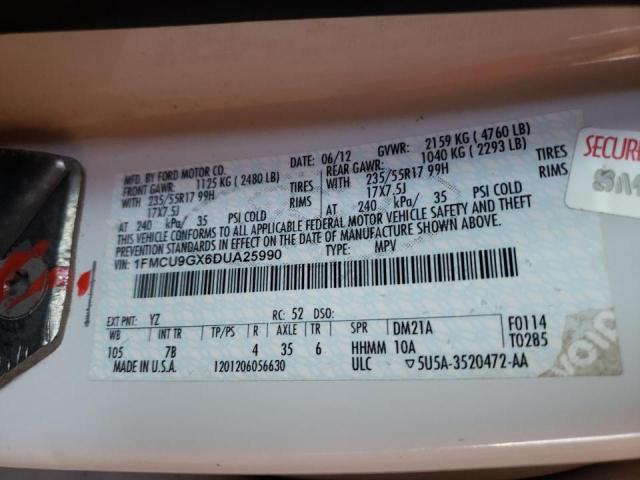 MFD. BY FORD MOTOR CO. DATE: 06/12 GVWR: 2159 KG ( 4760 LB)
FRONT GAWR: 1125 KG ( 2480 LB) REAR GAWR: 1040 KG ( 2293 LB)
WITH 235/55R17 99H TIRES WITH 235/55R17 99H TIRES
17X7.5J RIMS 17X7.5J RIMS
AT 240 kPa/ 35 PSI COLD AT 240 kPa/ 35 PSI COLD
CONFORMS TO ALL APPLICABLE FEDERAL MOTOR VEHICLE SAFETY AND THEFT
PREVENTION STANDARDS IN EFFECT ON THE DATE OF MANUFACTURE SHOWN ABOVE.
VIN: 1FMCU9GX6DUA25990 TYPE: MPV
EXT PNT: YZ RC: 52 DSO:
WB INT TR TP/PS R AXLE TR SPR DM21A F0114
105 7B 4 35 6 HHMM 10A T0285
MADE IN U.S.A. 1201206056630 ULC ▽5U5A-3520472-AA
VOID
SECURE